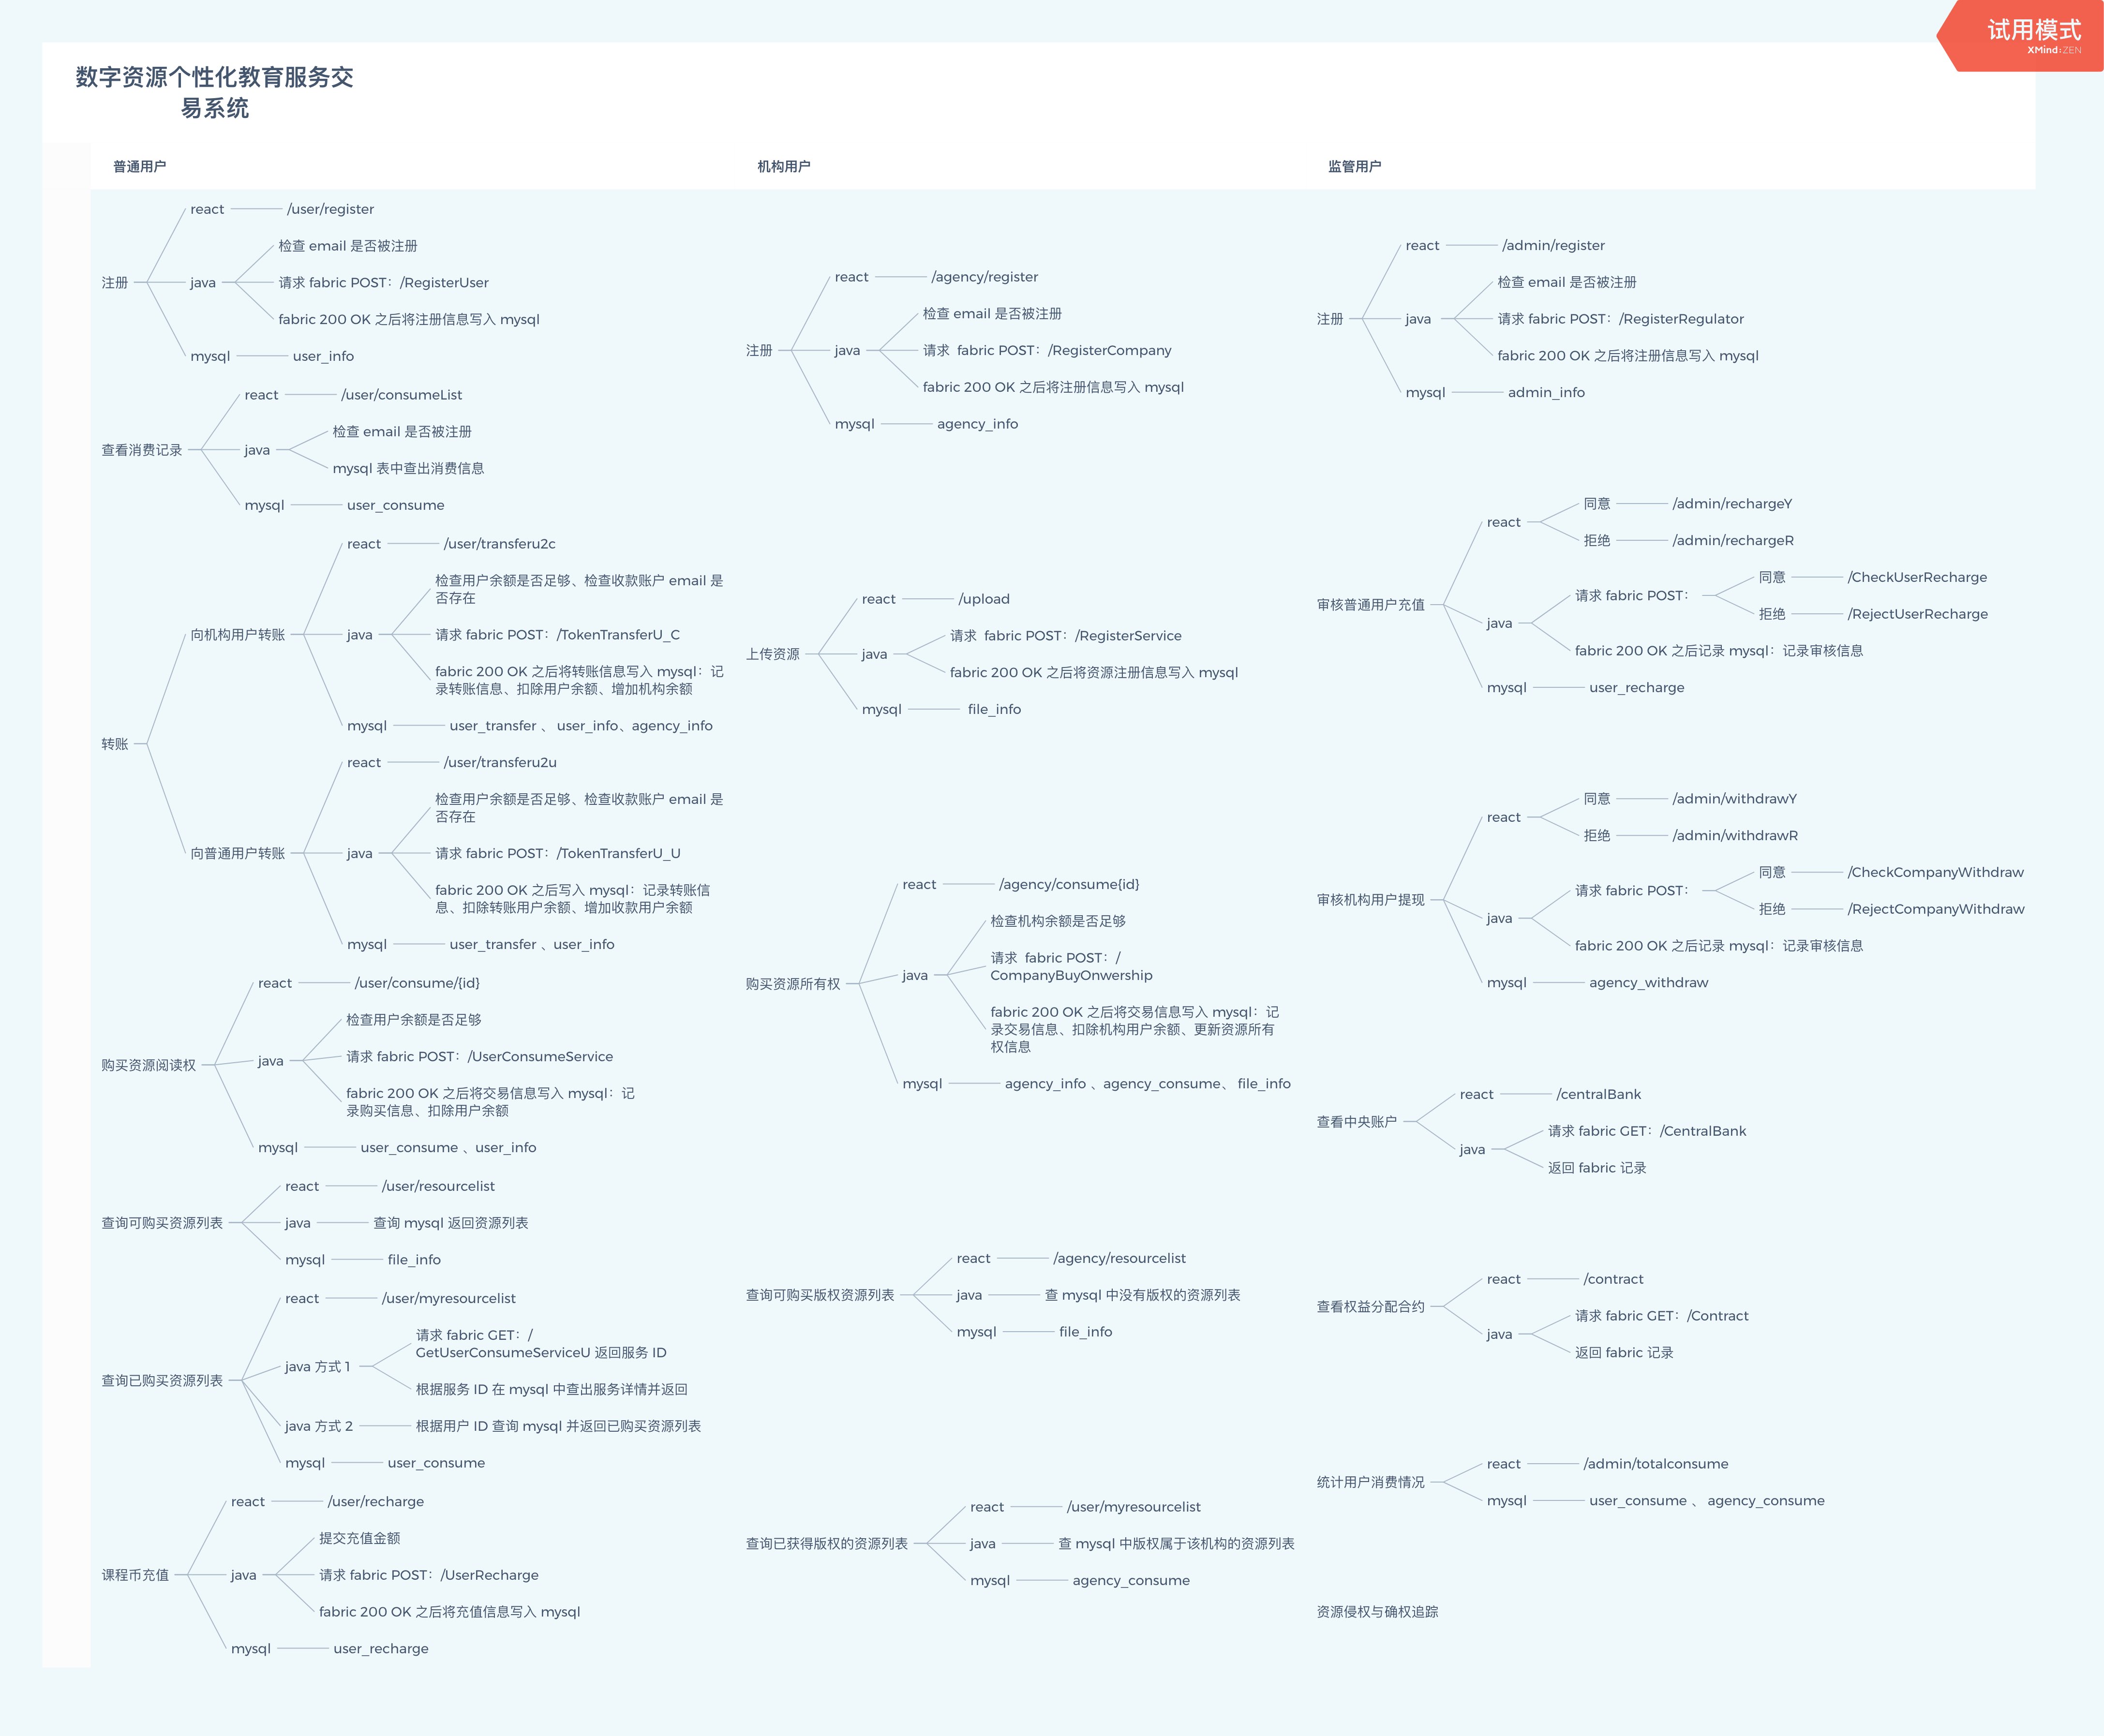 试用模式
XMind:ZEN
数字资源个性化教育服务交
易系统
普通用户
机构用户
监管用户
注册
react
/user/register
java
检查 email 是否被注册
请求 fabric POST：/RegisterUser
fabric 200 OK 之后将注册信息写入 mysql
mysql
user_info
查看消费记录
react
/user/consumeList
java
检查 email 是否被注册
mysql 表中查出消费信息
mysql
user_consume
转账
向机构用户转账
react
/user/transferu2c
java
检查用户余额是否足够、检查收款账户 email 是
否存在
请求 fabric POST：/TokenTransferU_C
fabric 200 OK 之后将转账信息写入 mysql：记
录转账信息、扣除用户余额、增加机构余额
mysql
user_transfer 、 user_info、agency_info
向普通用户转账
react
/user/transferu2u
java
检查用户余额是否足够、检查收款账户 email 是
否存在
请求 fabric POST：/TokenTransferU_U
fabric 200 OK 之后写入 mysql：记录转账信
息、扣除转账用户余额、增加收款用户余额
mysql
user_transfer 、user_info
购买资源阅读权
react
/user/consume/{id}
java
检查用户余额是否足够
请求 fabric POST：/UserConsumeService
fabric 200 OK 之后将交易信息写入 mysql：记
录购买信息、扣除用户余额
mysql
user_consume 、user_info
查询可购买资源列表
react
/user/resourcelist
java
查询 mysql 返回资源列表
mysql
file_info
查询已购买资源列表
react
/user/myresourcelist
java 方式 1
请求 fabric GET：/
GetUserConsumeServiceU 返回服务 ID
根据服务 ID 在 mysql 中查出服务详情并返回
java 方式 2
根据用户 ID 查询 mysql 并返回已购买资源列表
mysql
user_consume
课程币充值
react
/user/recharge
java
提交充值金额
请求 fabric POST：/UserRecharge
fabric 200 OK 之后将充值信息写入 mysql
mysql
user_recharge
注册
react
/agency/register
java
检查 email 是否被注册
请求 fabric POST：/RegisterCompany
fabric 200 OK 之后将注册信息写入 mysql
mysql
agency_info
上传资源
react
/upload
java
请求 fabric POST：/RegisterService
fabric 200 OK 之后将资源注册信息写入 mysql
mysql
file_info
购买资源所有权
react
/agency/consume{id}
java
检查机构余额是否足够
请求 fabric POST：/
CompanyBuyOnwership
fabric 200 OK 之后将交易信息写入 mysql：记
录交易信息、扣除机构用户余额、更新资源所有
权信息
mysql
agency_info 、agency_consume、 file_info
查询可购买版权资源列表
react
/agency/resourcelist
java
查 mysql 中没有版权的资源列表
mysql
file_info
查询已获得版权的资源列表
react
/user/myresourcelist
java
查 mysql 中版权属于该机构的资源列表
mysql
agency_consume
注册
react
/admin/register
java
检查 email 是否被注册
请求 fabric POST：/RegisterRegulator
fabric 200 OK 之后将注册信息写入 mysql
mysql
admin_info
审核普通用户充值
react
同意
/admin/rechargeY
拒绝
/admin/rechargeR
java
请求 fabric POST：
同意
/CheckUserRecharge
拒绝
/RejectUserRecharge
fabric 200 OK 之后记录 mysql：记录审核信息
mysql
user_recharge
审核机构用户提现
react
同意
/admin/withdrawY
拒绝
/admin/withdrawR
java
请求 fabric POST：
同意
/CheckCompanyWithdraw
拒绝
/RejectCompanyWithdraw
fabric 200 OK 之后记录 mysql：记录审核信息
mysql
agency_withdraw
查看中央账户
react
/centralBank
java
请求 fabric GET：/CentralBank
返回 fabric 记录
查看权益分配合约
react
/contract
java
请求 fabric GET：/Contract
返回 fabric 记录
统计用户消费情况
react
/admin/totalconsume
mysql
user_consume 、 agency_consume
资源侵权与确权追踪